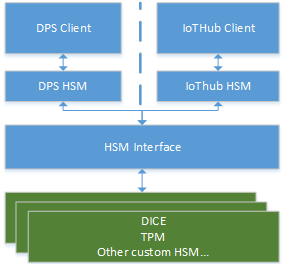 DPS Client
IoTHub Client
DPS HSM
IoThub HSM
HSM Interface
DICE
TPM
Other custom HSM...